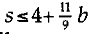 s ≤ 4 + 11/9 b